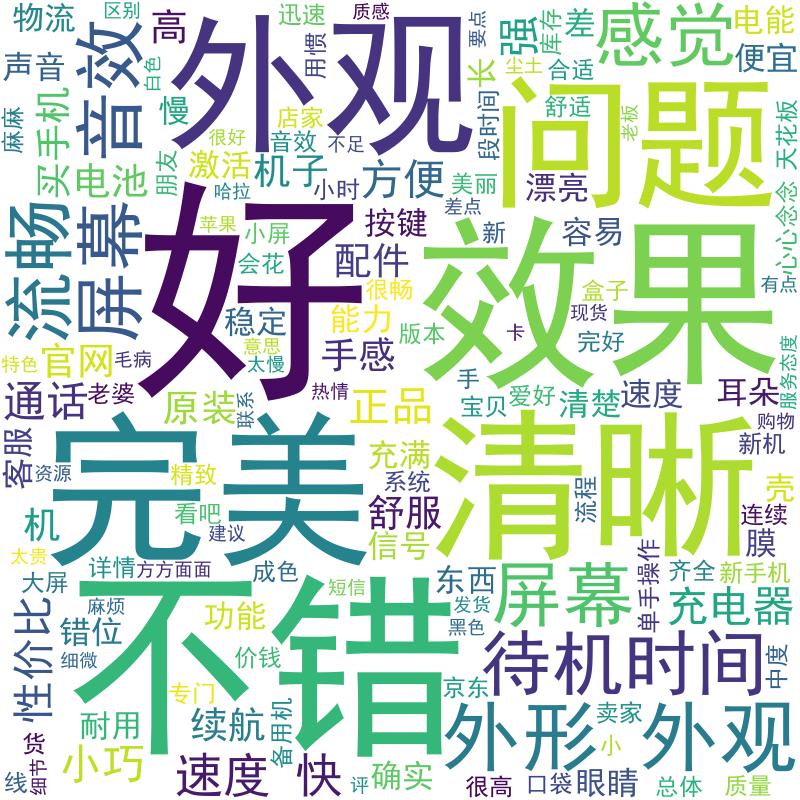 物流
区别
高
迅速
质感
要点
强
库存
差
感觉
电能
便宜
声音
音效
白色
外观
用惯
长
尘土
合适
麻麻
买手机
慢
店家
很好
音效
不足
段时间
问题
舒适
老板
天花板
电池
朋友
激活
机子
哈拉
小时
方便
美丽
漂亮
心心念念
流畅
屏幕
好
苹果
小屏
会花
按键
配件
差点
新
容易
效果
盒子
有点
稳定
很畅
能力
版本
现货
卡
完好
特色
官网
毛病
意思
太慢
手感
手
爱好
速度
耳朵
服务态度
通话
老婆
原装
联系
热情
正品
宝贝
清楚
购物
客服
资源
完美
精致
充满
系统
清晰
新机
机
看吧
建议
舒服
信号
流程
壳
连续
膜
太贵
大屏
详情
方方面面
成色
不错
短信
东西
屏幕
单手操作
齐全
新手机
性价比
麻烦
错位
细微
功能
价钱
发货
黑色
充电器
待机时间
中度
专门
耐用
续航
备用机
京东
外形
卖家
外观
货
细节
线
小巧
速度
快
评
确实
很高
口袋
小
眼睛
总体
质量